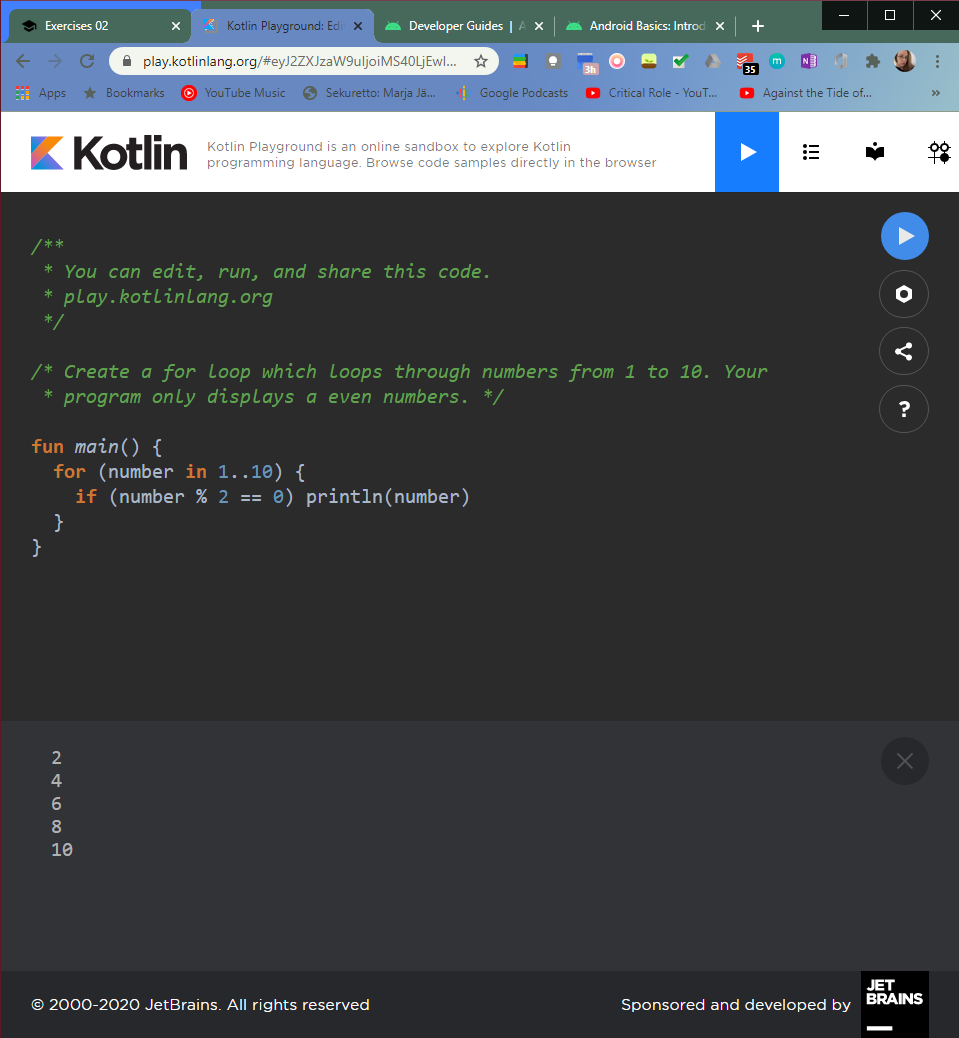 Exercises 02
Kotlin Playground: Edi
Developer Guides | A
Android Basics: Introd
play.kotlinlang.org/#eyJ2ZXJzaW9uIjoiMS40LjEwI...
3h
35
Apps
Bookmarks
YouTube Music
Sekuretto: Marja Jä...
Google Podcasts
Critical Role - YouT...
Against the Tide of...
»
Kotlin
Kotlin Playground is an online sandbox to explore Kotlin
programming language. Browse code samples directly in the browser
/**
 * You can edit, run, and share this code.
 * play.kotlinlang.org
 */
/* Create a for loop which loops through numbers from 1 to 10. Your
 * program only displays a even numbers. */
fun main() {
  for (number in 1..10) {
    if (number % 2 == 0) println(number)
  }
}
?
2
4
6
8
10
© 2000-2020 JetBrains. All rights reserved
Sponsored and developed by
JET
BRAINS